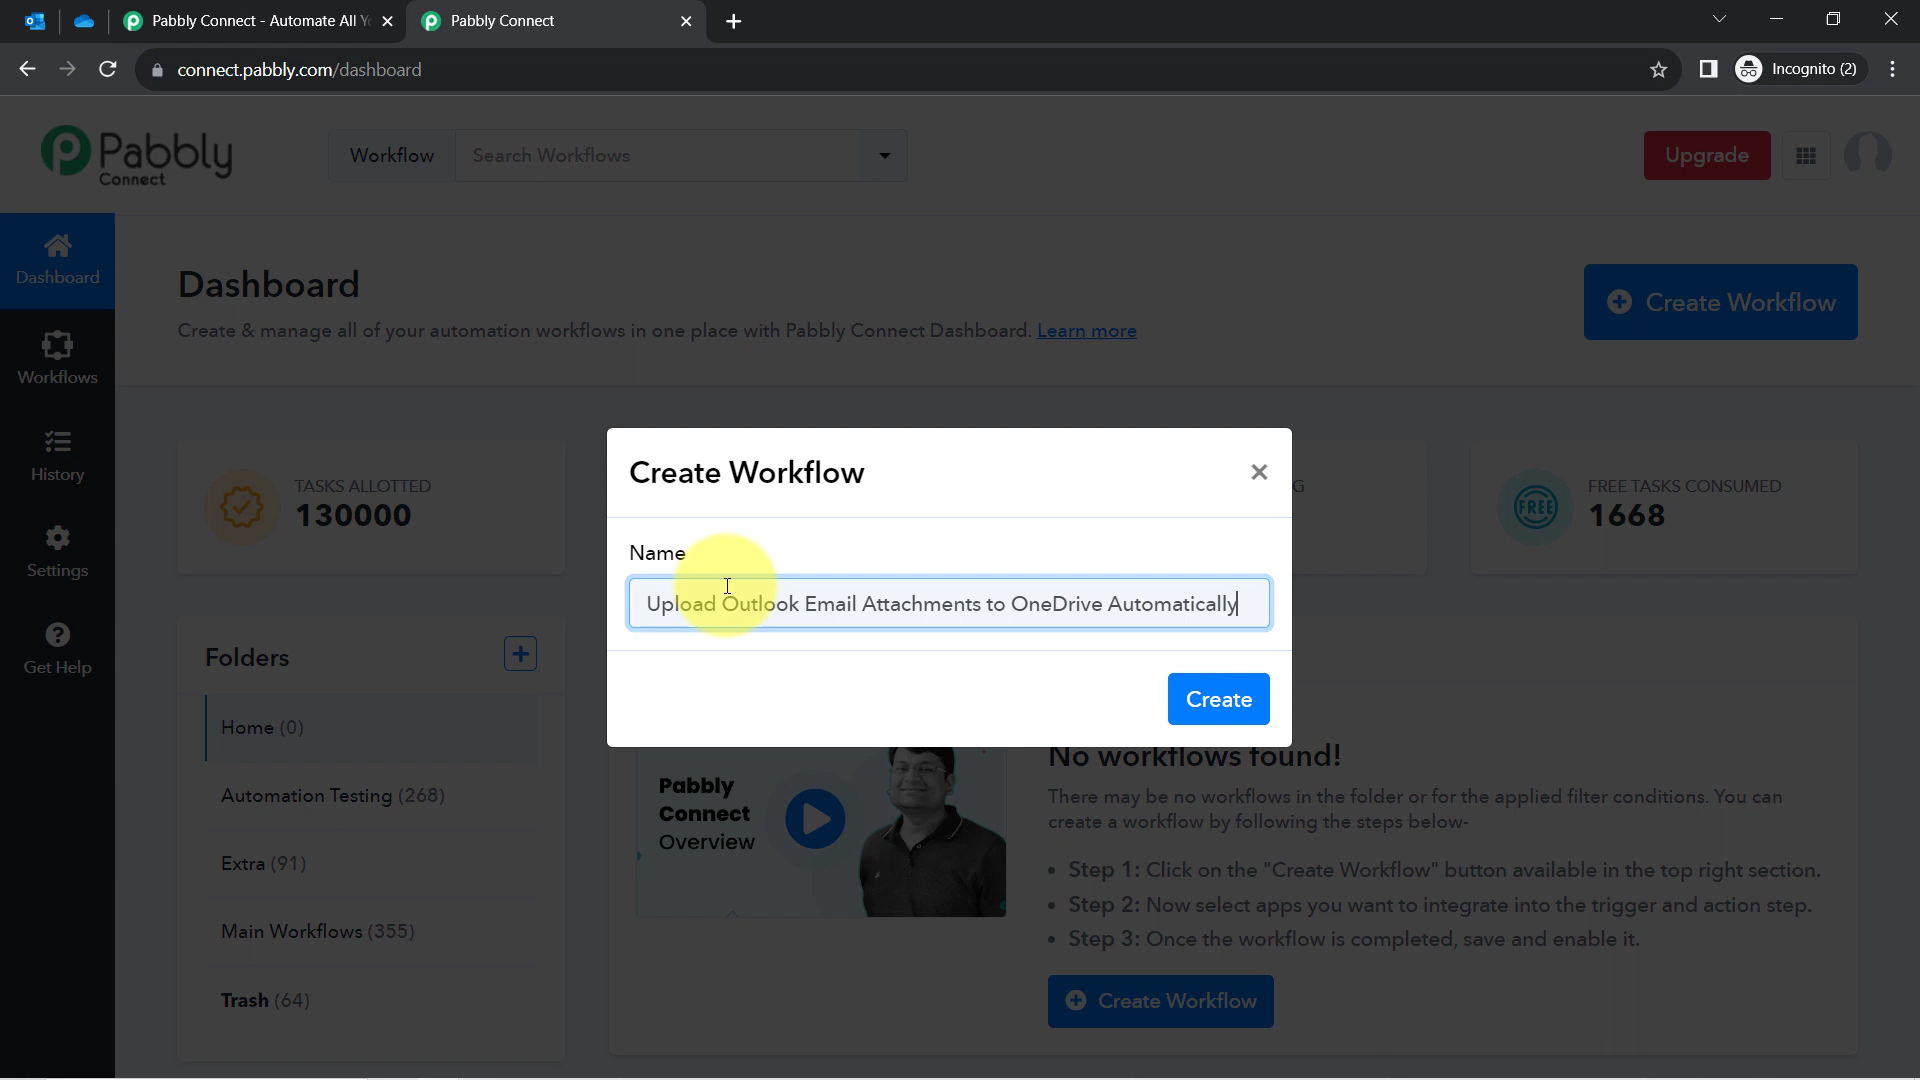 Pabbly Connect - Automate All Y
Pabbly Connect
connect.pabbly.com/dashboard
Incognito (2)
Pabbly
Connect
Workflow
Search Workflows
Upgrade
Dashboard
Workflows
History
Settings
Get Help
Dashboard
Create & manage all of your automation workflows in one place with Pabbly Connect Dashboard. Learn more
Create Workflow
TASKS ALLOTTED
130000
G
FREE TASKS CONSUMED
FREE
1668
Create Workflow
Name
Upload Outlook Email Attachments to OneDrive Automatically
Create
Folders
Home (0)
Automation Testing (268)
Extra (91)
Main Workflows (355)
Trash (64)
Pabbly
Connect
Overview
No workflows found!
There may be no workflows in the folder or for the applied filter conditions. You can
create a workflow by following the steps below-
• Step 1: Click on the "Create Workflow" button available in the top right section.
• Step 2: Now select apps you want to integrate into the trigger and action step.
• Step 3: Once the workflow is completed, save and enable it.
Create Workflow